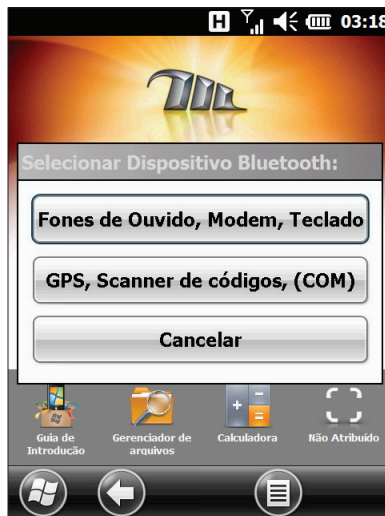 H 03:18
Selecionar Dispositivo Bluetooth:
Fones de Ouvido, Modem, Teclado
GPS, Scanner de códigos, (COM)
Cancelar
Guia de Introdução
Gerenciador de arquivos
Calculadora
Não Atribuído